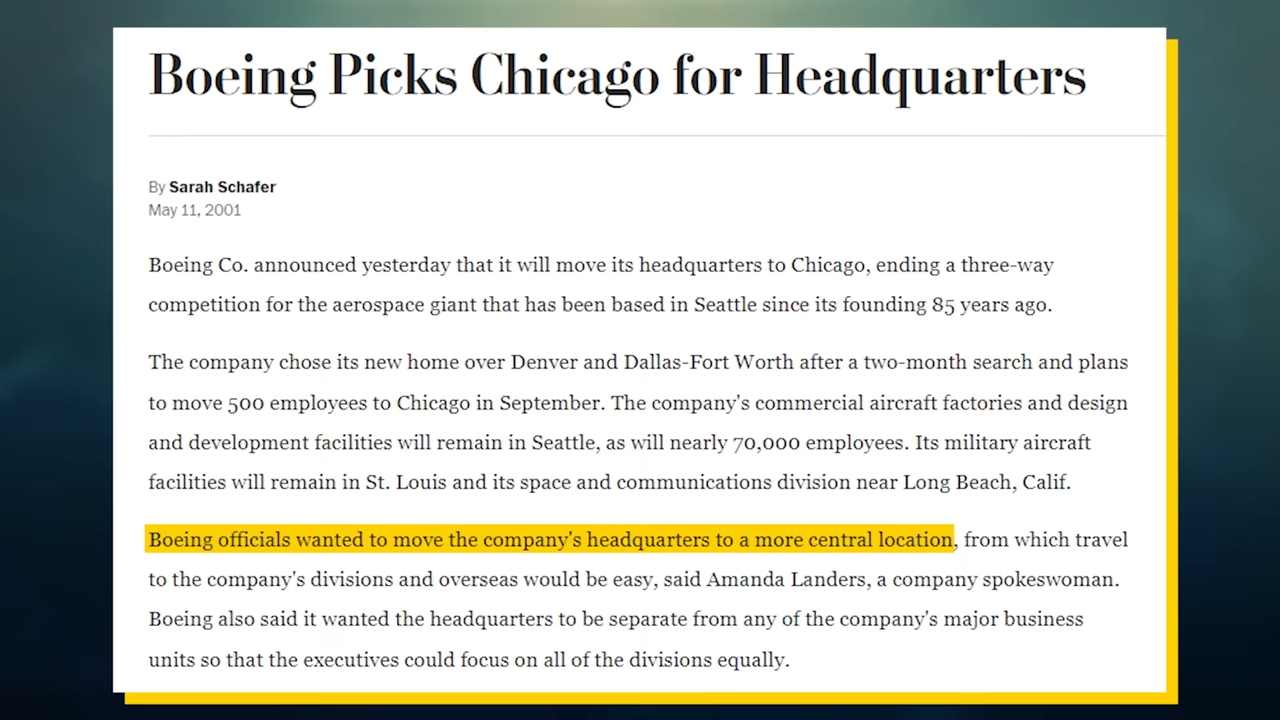 Boeing Picks Chicago for Headquarters
By Sarah Schafer
May 11, 2001
Boeing Co. announced yesterday that it will move its headquarters to Chicago, ending a three-way
competition for the aerospace giant that has been based in Seattle since its founding 85 years ago.
The company chose its new home over Denver and Dallas-Fort Worth after a two-month search and plans
to move 500 employees to Chicago in September. The company's commercial aircraft factories and design
and development facilities will remain in Seattle, as will nearly 70,000 employees. Its military aircraft
facilities will remain in St. Louis and its space and communications division near Long Beach, Calif.
Boeing officials wanted to move the company's headquarters to a more central location, from which travel
to the company's divisions and overseas would be easy, said Amanda Landers, a company spokeswoman.
Boeing also said it wanted the headquarters to be separate from any of the company's major business
units so that the executives could focus on all of the divisions equally.